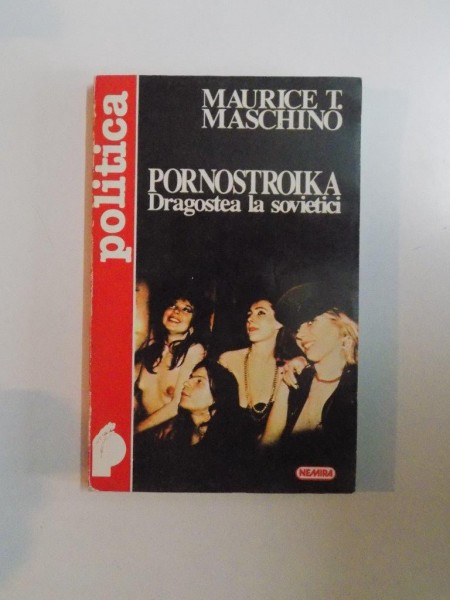 politica
MAURICE T.
MASCHINO
PORNOSTROIKA
Dragostea la sovietici
NEMIRA